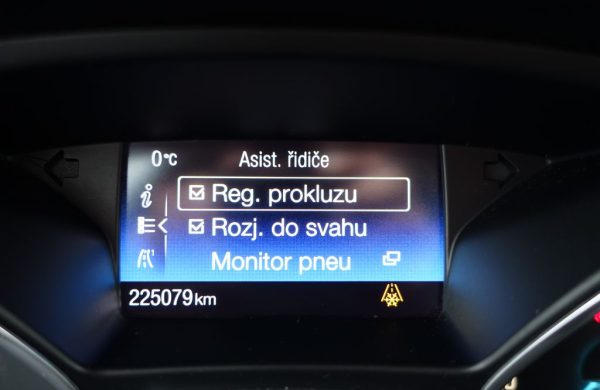 0°C Asist. řidiče
Reg. prokluzu
Rozj. do svahu
Monitor pneu
225079km